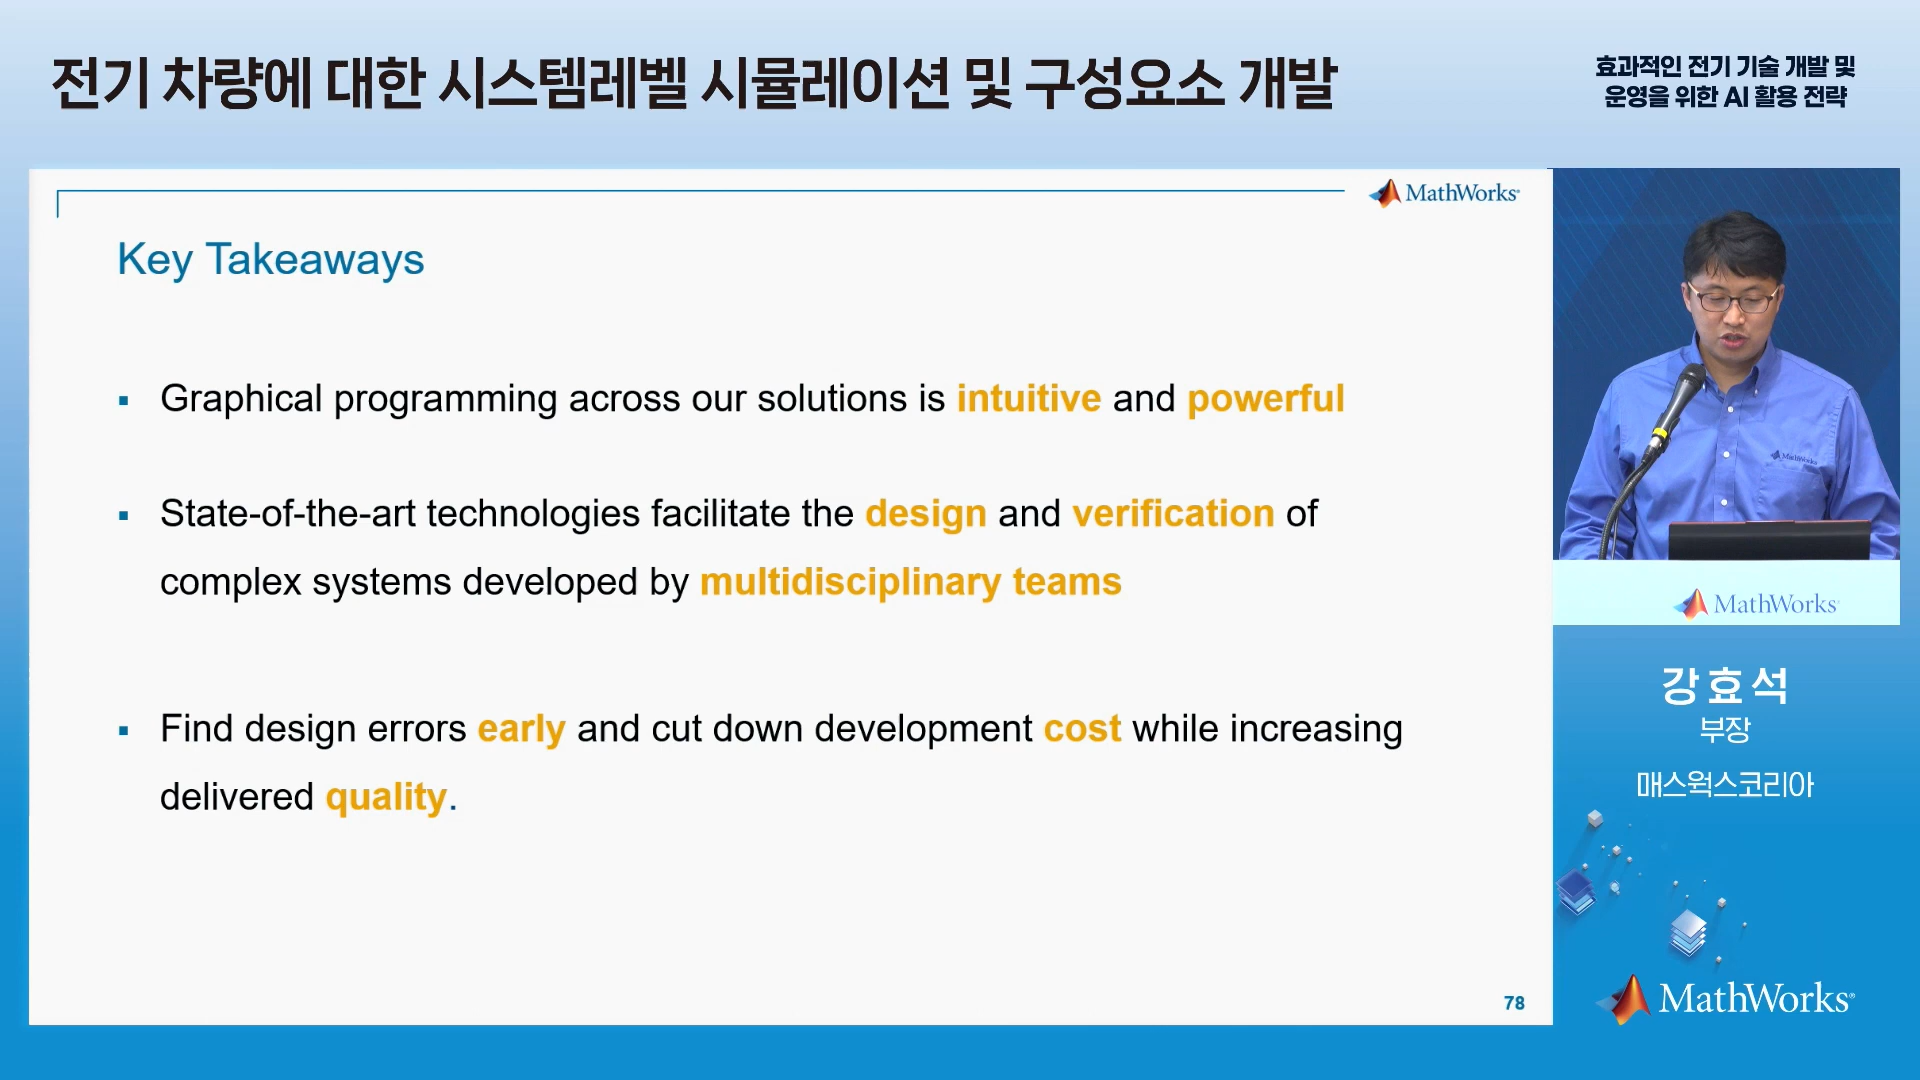 전기 차량에 대한 시스템레벨 시뮬레이션 및 구성요소 개발
효과적인 전기 기술 개발 및
운영을 위한 AI 활용 전략
MathWorks
Key Takeaways
▪ Graphical programming across our solutions is intuitive and powerful
▪ State-of-the-art technologies facilitate the design and verification of
complex systems developed by multidisciplinary teams
▪ Find design errors early and cut down development cost while increasing
delivered quality.
78
MathWorks
MathWorks
강효석
부장
매스웍스코리아
MathWorks